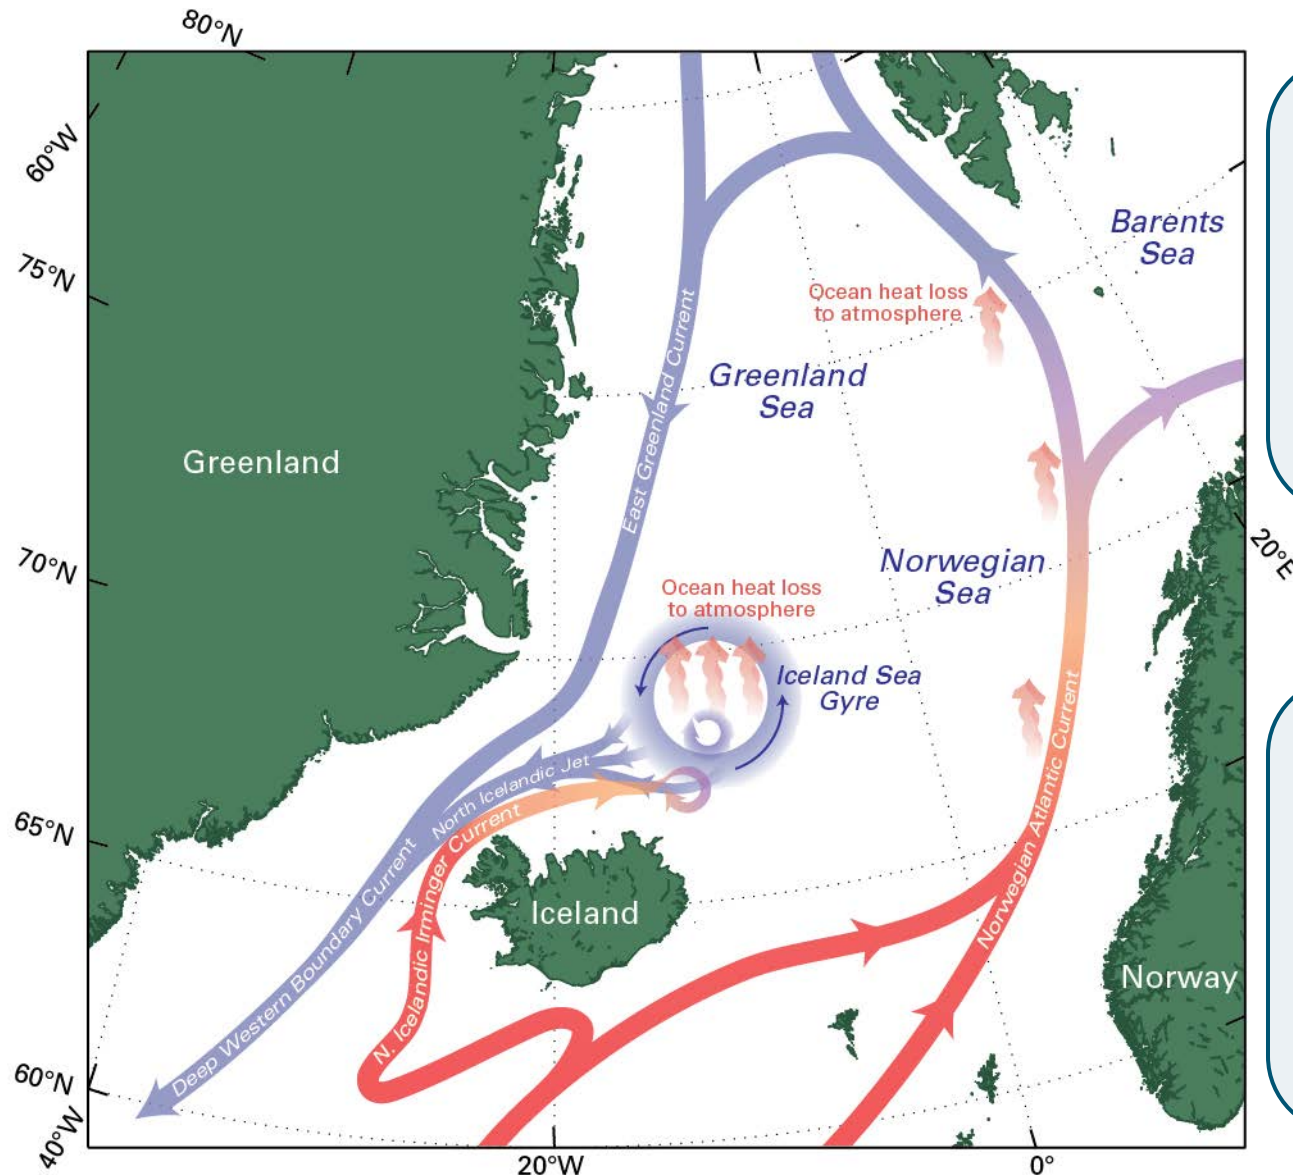 80°N
60°W
75°N
70°N
65°N
60°N
40°W
20°W
0°
20°E
Barents
Sea
Ocean heat loss
to atmosphere
Greenland
Sea
East Greenland Current
Greenland
Norwegian
Sea
Ocean heat loss
to atmosphere
Iceland Sea
Gyre
North Icelandic Jet
N. Icelandic Irminger Current
Deep Western Boundary Current
Norwegian Atlantic Current
Iceland
Norway